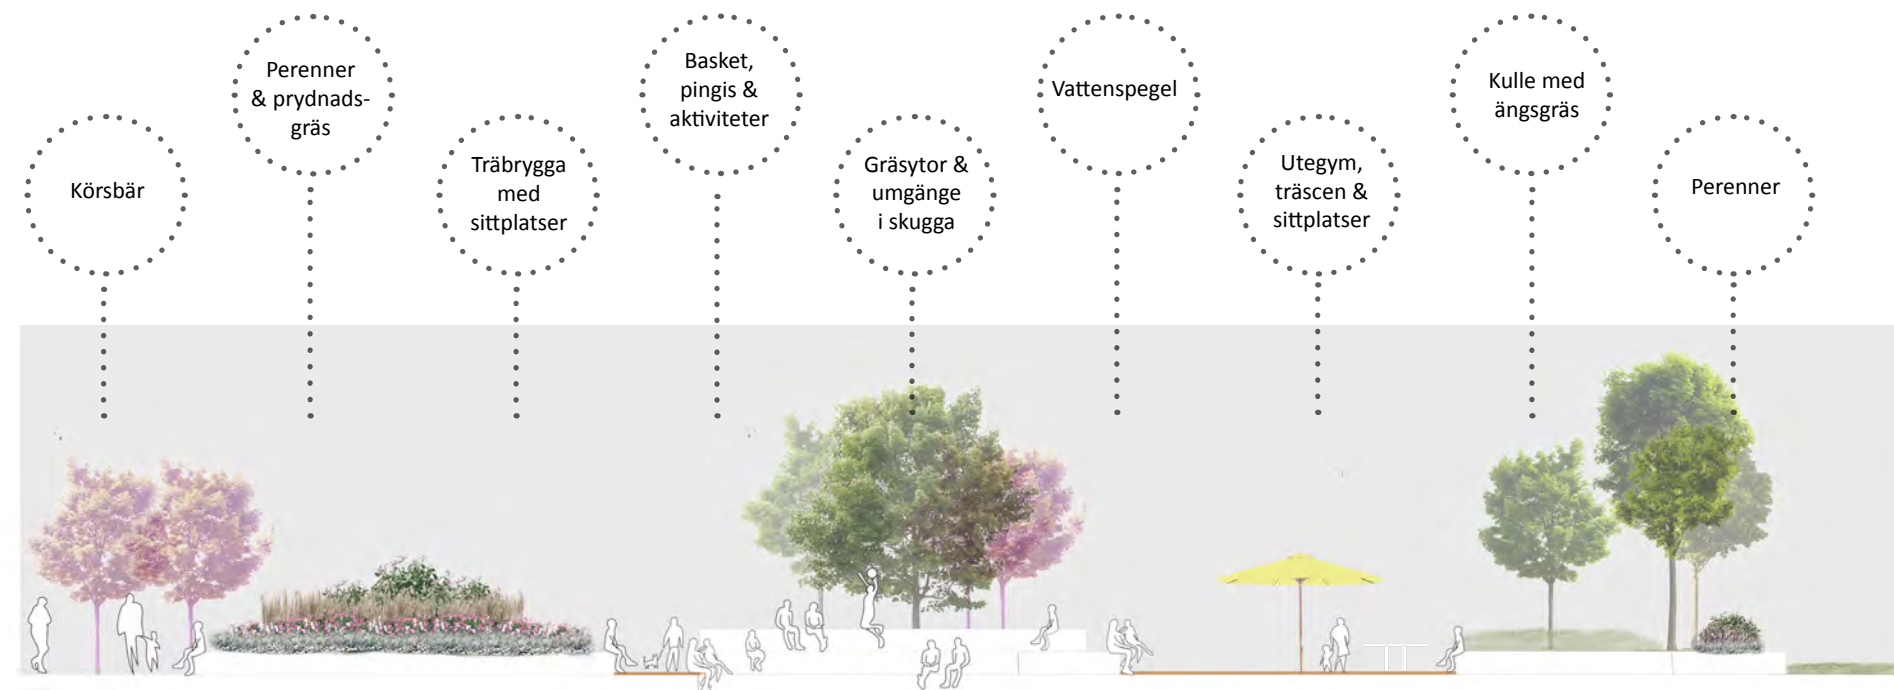 Körsbär
Perenner
& prydnads-
gräs
Träbrygga
med
sittplatser
Basket,
pingis &
aktiviteter
Gräsytor &
umgänge
i skugga
Vattenspegel
Utegym,
träscen &
sittplatser
Kulle med
ängsgräs
Perenner